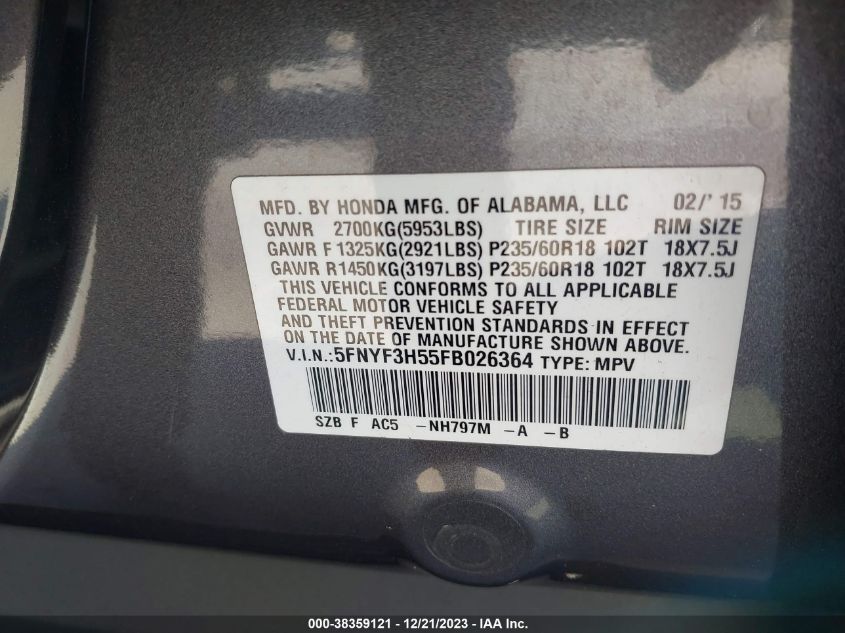 MFD. BY HONDA MFG. OF ALABAMA, LLC 02/' 15
GVWR 2700KG(5953LBS) TIRE SIZE RIM SIZE
GAWR F 1325KG(2921LBS) P235/60R18 102T 18X7.5J
GAWR R1450KG(3197LBS) P235/60R18 102T 18X7.5J
THIS VEHICLE CONFORMS TO ALL APPLICABLE
FEDERAL MOTOR VEHICLE SAFETY
AND THEFT PREVENTION STANDARDS IN EFFECT
ON THE DATE OF MANUFACTURE SHOWN ABOVE.
V.I.N.:5FNYF3H55FB026364 TYPE: MPV
SZB F AC5 -NH797M -A -B
000-38359121 - 12/21/2023 - IAA Inc.